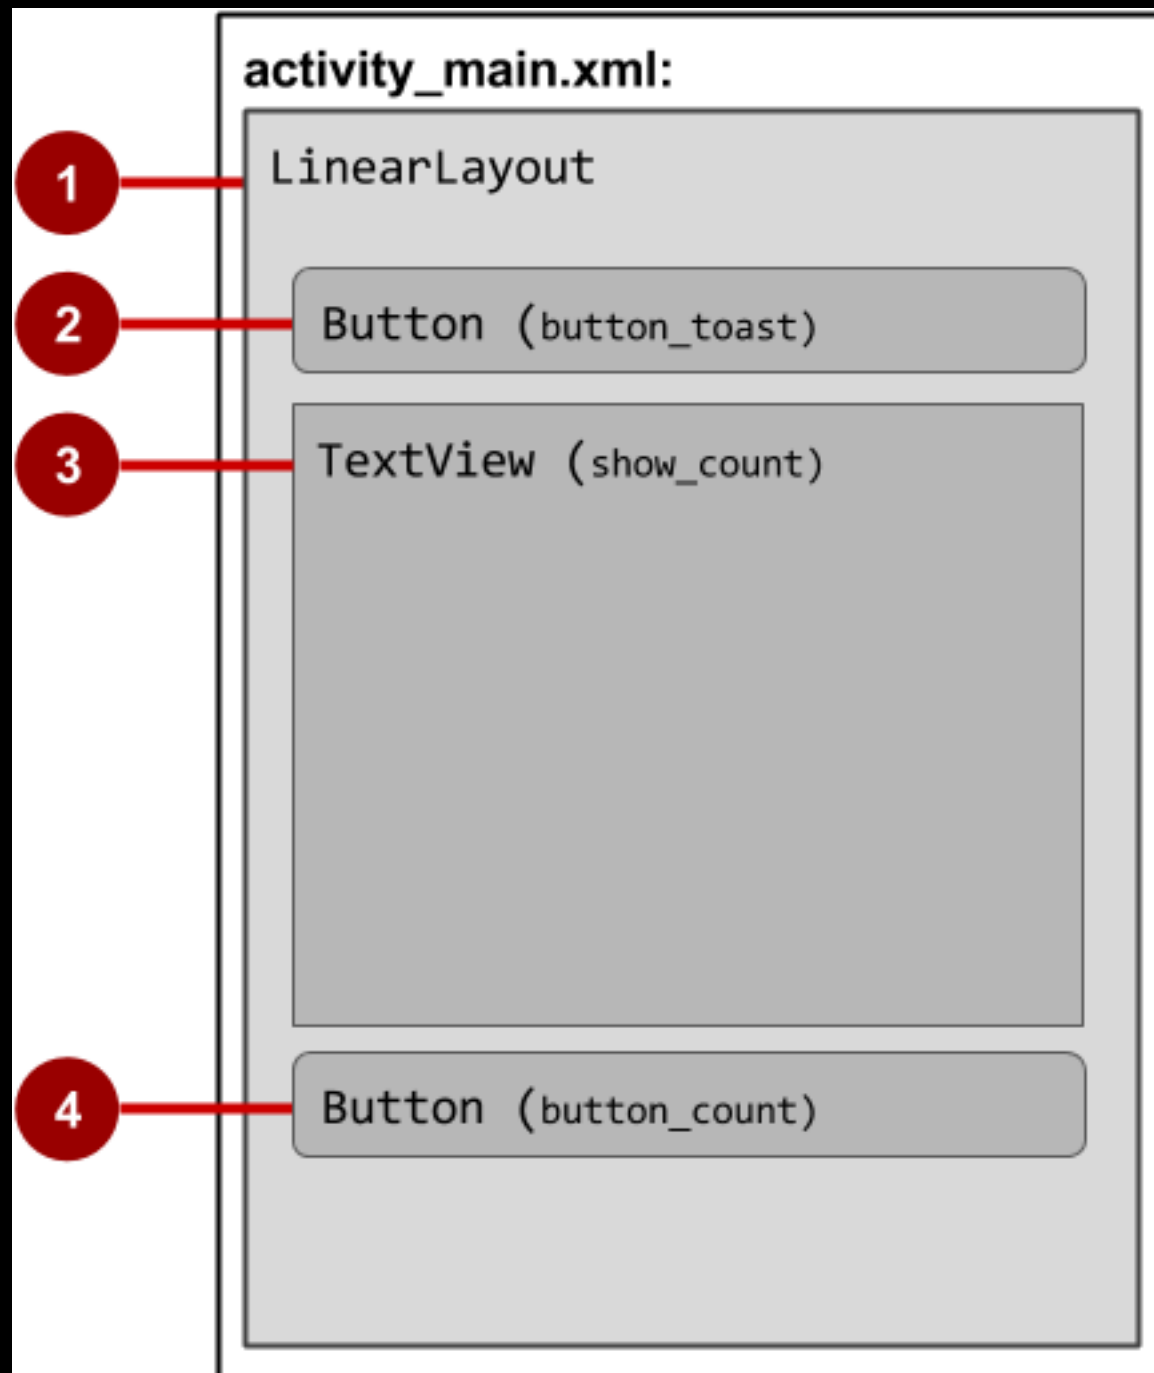 activity_main.xml:
1
LinearLayout
2
Button (button_toast)
3
TextView (show_count)
4
Button (button_count)